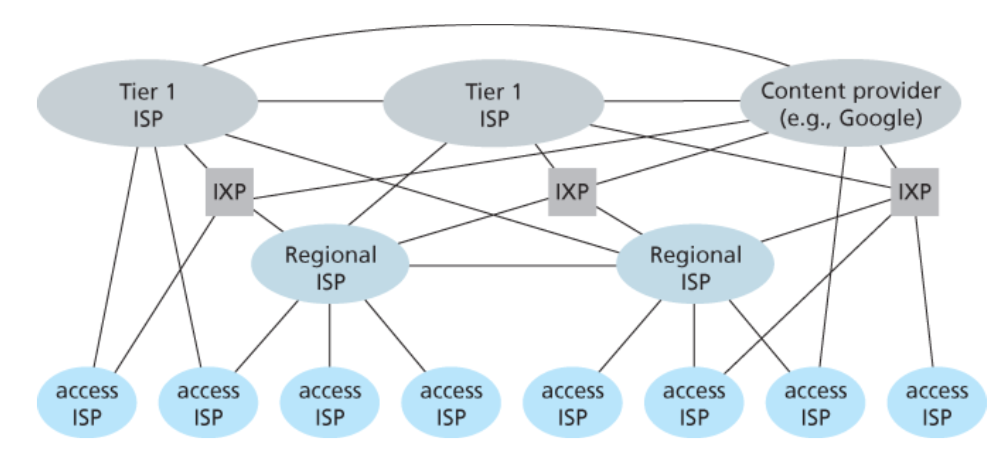 Tier 1
ISP
Tier 1
ISP
Content provider
(e.g., Google)
IXP
IXP
IXP
Regional
ISP
Regional
ISP
access
ISP
access
ISP
access
ISP
access
ISP
access
ISP
access
ISP
access
ISP
access
ISP